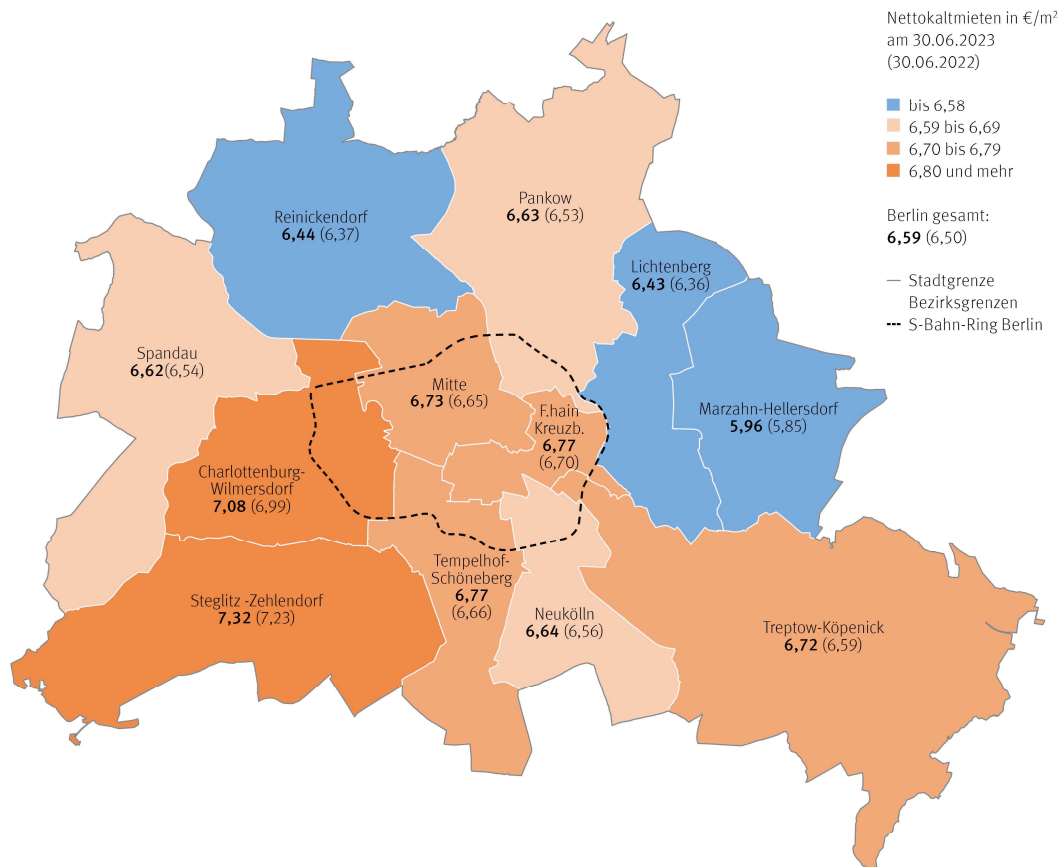 Nettokaltmieten in €/m²
am 30.06.2023
(30.06.2022)
bis 6,58
6,59 bis 6,69
6,70 bis 6,79
6,80 und mehr
Berlin gesamt:
6,59 (6,50)
Stadtgrenze
Bezirksgrenzen
S-Bahn-Ring Berlin
Pankow
6,63 (6,53)
Reinickendorf
6,44 (6,37)
Lichtenberg
6,43 (6,36)
Spandau
6,62(6,54)
Mitte
6,73 (6,65)
F.hain
Kreuzb.
6,77
(6,70)
Marzahn-Hellersdorf
5,96 (5,85)
Charlottenburg-
Wilmersdorf
7,08 (6,99)
Tempelhof-
Schöneberg
6,77
(6,66)
Steglitz -Zehlendorf
7,32 (7,23)
Neukölln
6,64 (6,56)
Treptow-Köpenick
6,72 (6,59)